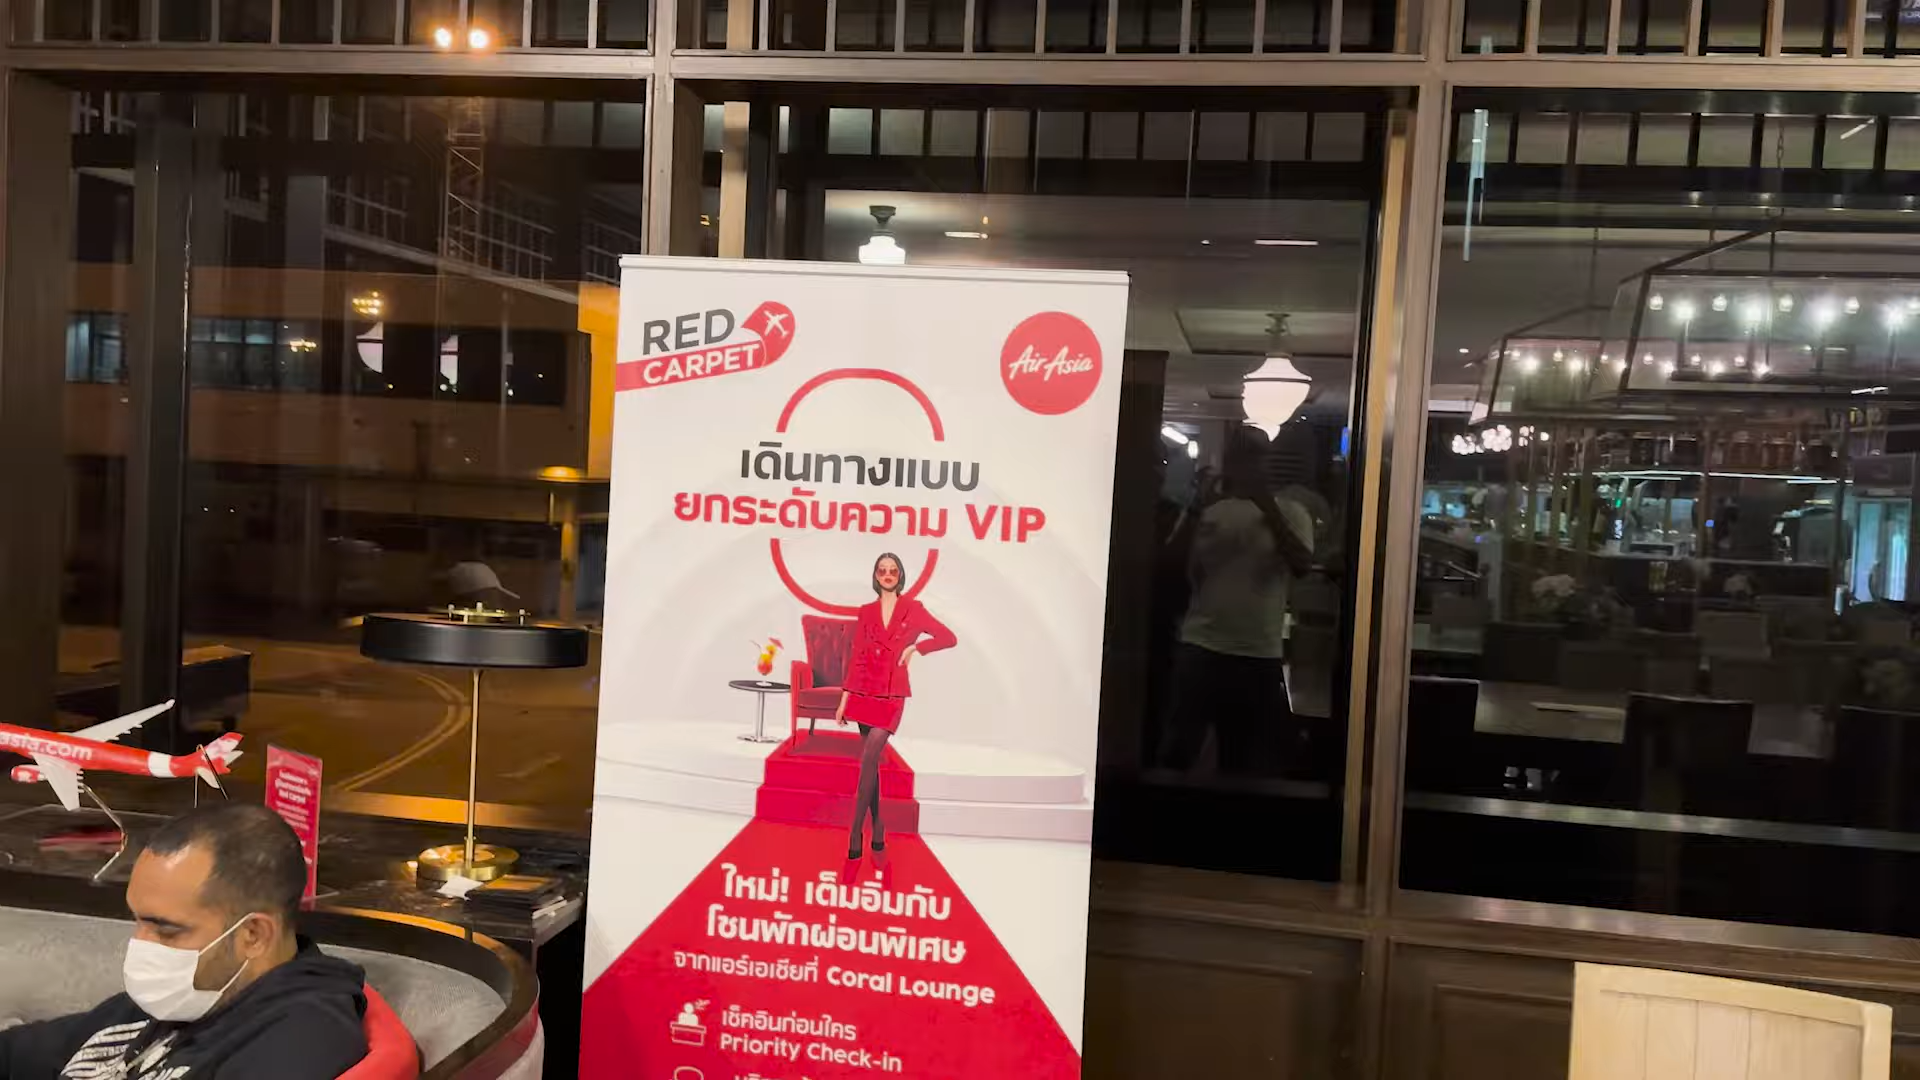 RED
CARPET
AirAsia
เดินทางแบบ
ยกระดับความ VIP
ใหม่! เต็มอิ่มกับ
โซนพักผ่อนพิเศษ
จากแอร์เอเชียที่ Coral Lounge
เช็คอินก่อนใคร
Priority Check-in
asia.com